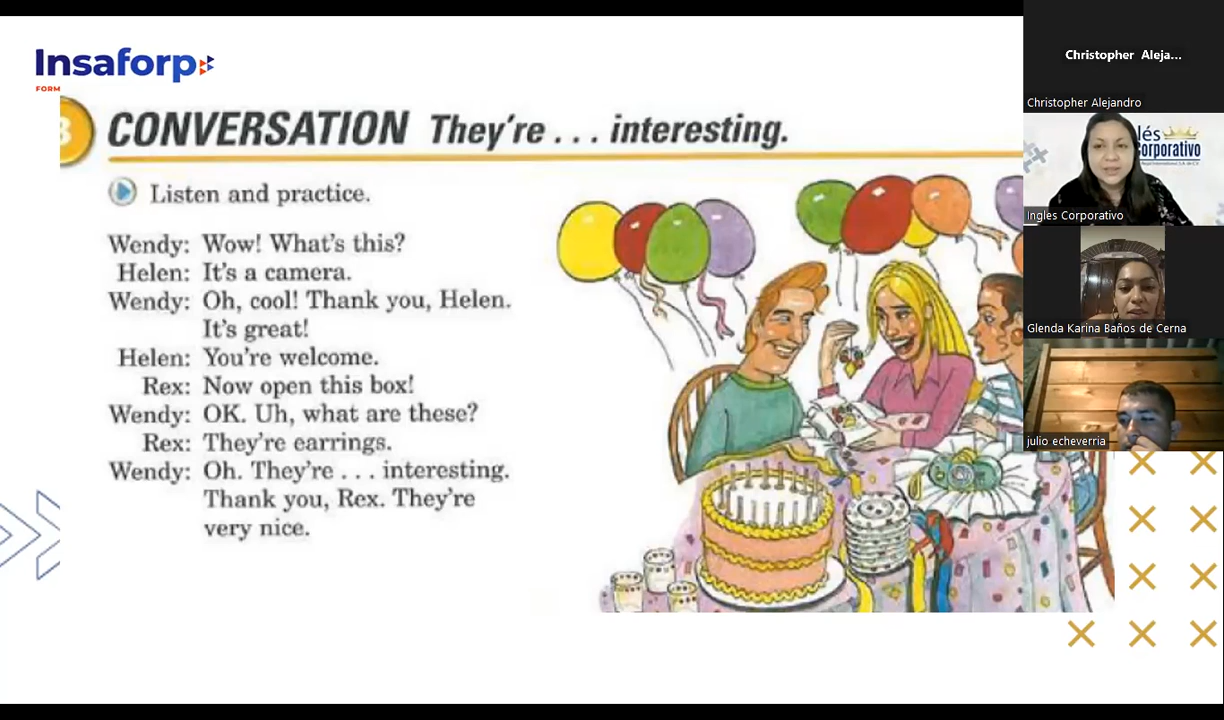 Insaforp
FORM
3 CONVERSATION They're . . . interesting.
Listen and practice.
Wendy: Wow! What's this?
Helen: It's a camera.
Wendy: Oh, cool! Thank you, Helen.
It's great!
Helen: You're welcome.
Rex: Now open this box!
Wendy: OK. Uh, what are these?
Rex: They're earrings.
Wendy: Oh. They're . . . interesting.
Thank you, Rex. They're
very nice.
Christopher Aleja...
Christopher Alejandro
lés
orporativo
Ingles Corporativo
Glenda Karina Baños de Cerna
julio echeverria